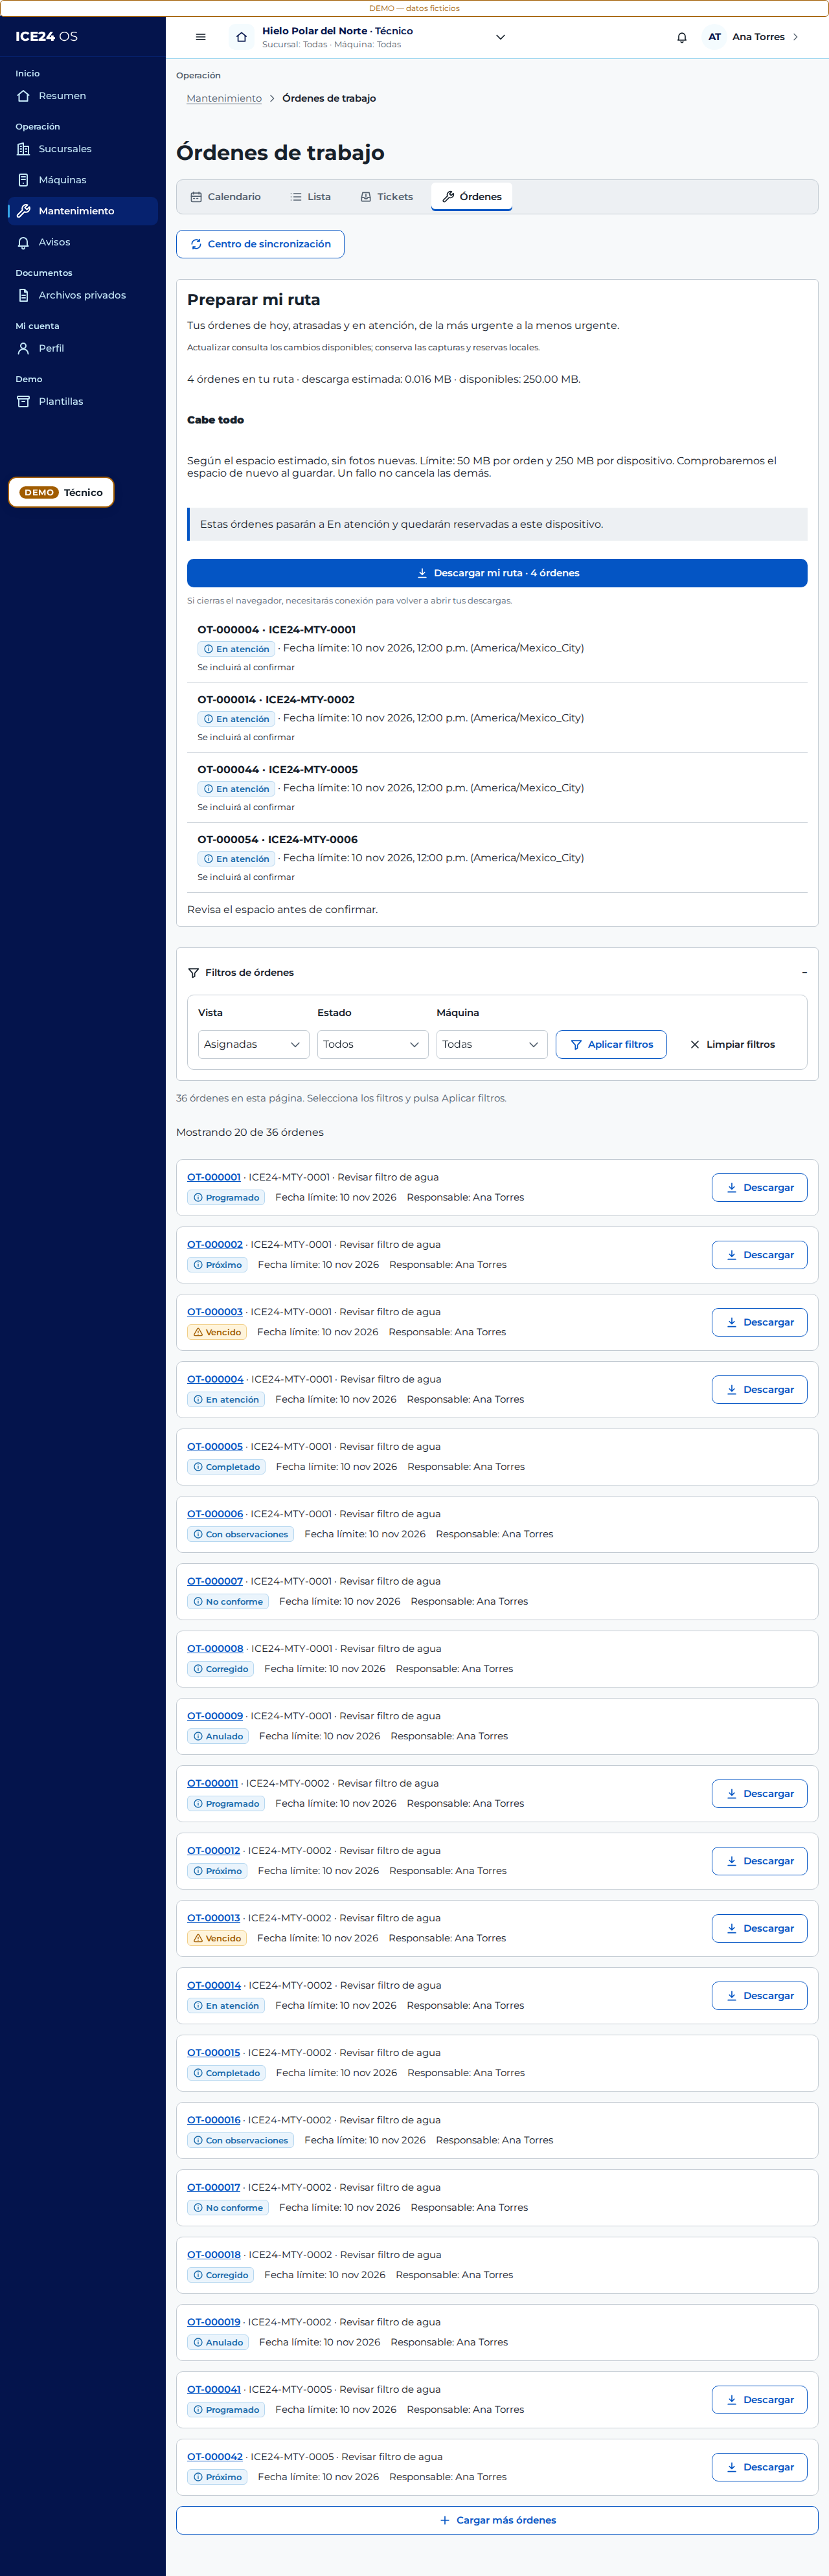 DEMO — datos ficticios
ICE24 OS
Inicio
Resumen
Operación
Sucursales
Máquinas
Mantenimiento
Avisos
Documentos
Archivos privados
Mi cuenta
Perfil
Demo
Plantillas
DEMO Técnico
Hielo Polar del Norte · Técnico
Sucursal: Todas · Máquina: Todas
AT Ana Torres
Operación
Mantenimiento > Órdenes de trabajo
Órdenes de trabajo
Calendario Lista Tickets Órdenes
Centro de sincronización
Preparar mi ruta
Tus órdenes de hoy, atrasadas y en atención, de la más urgente a la menos urgente.
Actualizar consulta los cambios disponibles; conserva las capturas y reservas locales.
4 órdenes en tu ruta · descarga estimada: 0.016 MB · disponibles: 250.00 MB.
Cabe todo
Según el espacio estimado, sin fotos nuevas. Límite: 50 MB por orden y 250 MB por dispositivo. Comprobaremos el
espacio de nuevo al guardar. Un fallo no cancela las demás.
Estas órdenes pasarán a En atención y quedarán reservadas a este dispositivo.
Descargar mi ruta · 4 órdenes
Si cierras el navegador, necesitarás conexión para volver a abrir tus descargas.
OT-000004 · ICE24-MTY-0001
En atención · Fecha límite: 10 nov 2026, 12:00 p.m. (America/Mexico_City)
Se incluirá al confirmar
OT-000014 · ICE24-MTY-0002
En atención · Fecha límite: 10 nov 2026, 12:00 p.m. (America/Mexico_City)
Se incluirá al confirmar
OT-000044 · ICE24-MTY-0005
En atención · Fecha límite: 10 nov 2026, 12:00 p.m. (America/Mexico_City)
Se incluirá al confirmar
OT-000054 · ICE24-MTY-0006
En atención · Fecha límite: 10 nov 2026, 12:00 p.m. (America/Mexico_City)
Se incluirá al confirmar
Revisa el espacio antes de confirmar.
Filtros de órdenes −
Vista Estado Máquina
Asignadas Todos Todas Aplicar filtros Limpiar filtros
36 órdenes en esta página. Selecciona los filtros y pulsa Aplicar filtros.
Mostrando 20 de 36 órdenes
OT-000001 · ICE24-MTY-0001 · Revisar filtro de agua
Programado Fecha límite: 10 nov 2026 Responsable: Ana Torres
Descargar
OT-000002 · ICE24-MTY-0001 · Revisar filtro de agua
Próximo Fecha límite: 10 nov 2026 Responsable: Ana Torres
Descargar
OT-000003 · ICE24-MTY-0001 · Revisar filtro de agua
Vencido Fecha límite: 10 nov 2026 Responsable: Ana Torres
Descargar
OT-000004 · ICE24-MTY-0001 · Revisar filtro de agua
En atención Fecha límite: 10 nov 2026 Responsable: Ana Torres
Descargar
OT-000005 · ICE24-MTY-0001 · Revisar filtro de agua
Completado Fecha límite: 10 nov 2026 Responsable: Ana Torres
OT-000006 · ICE24-MTY-0001 · Revisar filtro de agua
Con observaciones Fecha límite: 10 nov 2026 Responsable: Ana Torres
OT-000007 · ICE24-MTY-0001 · Revisar filtro de agua
No conforme Fecha límite: 10 nov 2026 Responsable: Ana Torres
OT-000008 · ICE24-MTY-0001 · Revisar filtro de agua
Corregido Fecha límite: 10 nov 2026 Responsable: Ana Torres
OT-000009 · ICE24-MTY-0001 · Revisar filtro de agua
Anulado Fecha límite: 10 nov 2026 Responsable: Ana Torres
OT-000011 · ICE24-MTY-0002 · Revisar filtro de agua
Programado Fecha límite: 10 nov 2026 Responsable: Ana Torres
Descargar
OT-000012 · ICE24-MTY-0002 · Revisar filtro de agua
Próximo Fecha límite: 10 nov 2026 Responsable: Ana Torres
Descargar
OT-000013 · ICE24-MTY-0002 · Revisar filtro de agua
Vencido Fecha límite: 10 nov 2026 Responsable: Ana Torres
Descargar
OT-000014 · ICE24-MTY-0002 · Revisar filtro de agua
En atención Fecha límite: 10 nov 2026 Responsable: Ana Torres
Descargar
OT-000015 · ICE24-MTY-0002 · Revisar filtro de agua
Completado Fecha límite: 10 nov 2026 Responsable: Ana Torres
OT-000016 · ICE24-MTY-0002 · Revisar filtro de agua
Con observaciones Fecha límite: 10 nov 2026 Responsable: Ana Torres
OT-000017 · ICE24-MTY-0002 · Revisar filtro de agua
No conforme Fecha límite: 10 nov 2026 Responsable: Ana Torres
OT-000018 · ICE24-MTY-0002 · Revisar filtro de agua
Corregido Fecha límite: 10 nov 2026 Responsable: Ana Torres
OT-000019 · ICE24-MTY-0002 · Revisar filtro de agua
Anulado Fecha límite: 10 nov 2026 Responsable: Ana Torres
OT-000041 · ICE24-MTY-0005 · Revisar filtro de agua
Programado Fecha límite: 10 nov 2026 Responsable: Ana Torres
Descargar
OT-000042 · ICE24-MTY-0005 · Revisar filtro de agua
Próximo Fecha límite: 10 nov 2026 Responsable: Ana Torres
Descargar
Cargar más órdenes